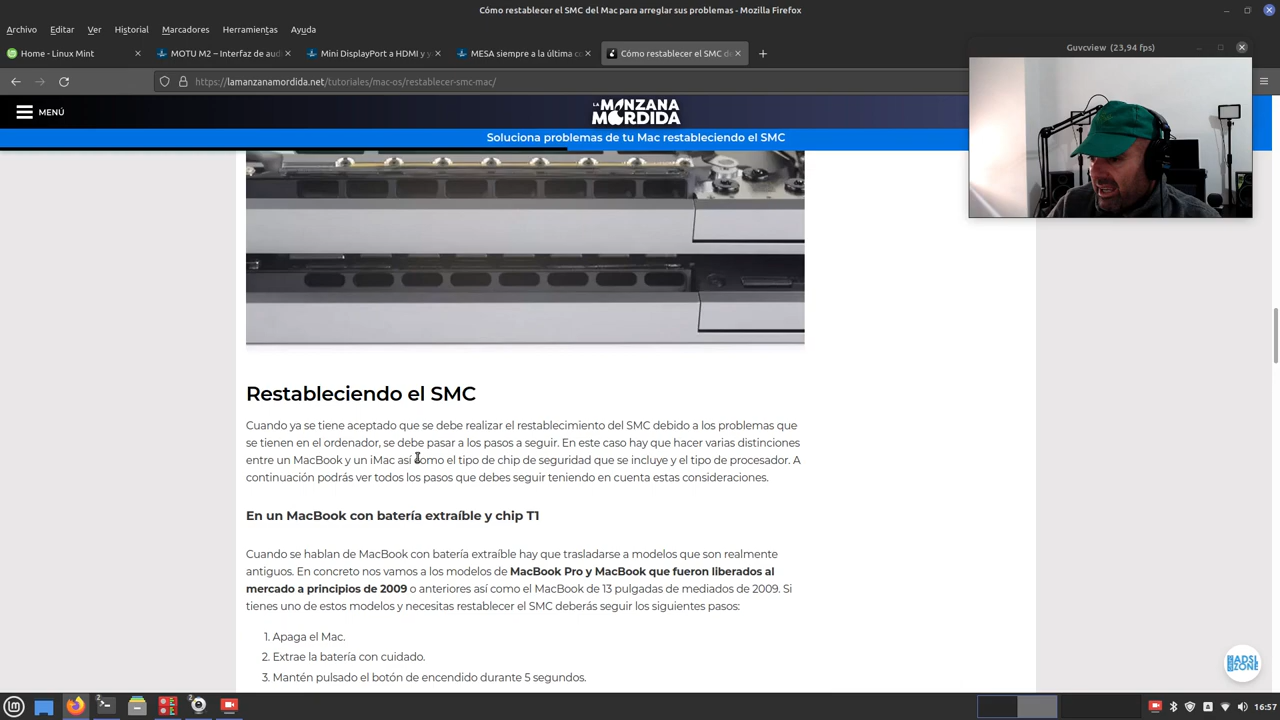 Cómo restablecer el SMC del Mac para arreglar sus problemas - Mozilla Firefox
Archivo Editar Ver Historial Marcadores Herramientas Ayuda
Home - Linux Mint
MOTU M2 – Interfaz de aud
Mini DisplayPort a HDMI y y
MESA siempre a la última co
Cómo restablecer el SMC d
Guvcview (23,94 fps)
https://lamanzanamordida.net/tutoriales/mac-os/restablecer-smc-mac/
MENÚ
LA MANZANA MORDIDA
Soluciona problemas de tu Mac restableciendo el SMC
Restableciendo el SMC
Cuando ya se tiene aceptado que se debe realizar el restablecimiento del SMC debido a los problemas que
se tienen en el ordenador, se debe pasar a los pasos a seguir. En este caso hay que hacer varias distinciones
entre un MacBook y un iMac así como el tipo de chip de seguridad que se incluye y el tipo de procesador. A
continuación podrás ver todos los pasos que debes seguir teniendo en cuenta estas consideraciones.
En un MacBook con batería extraíble y chip T1
Cuando se hablan de MacBook con batería extraíble hay que trasladarse a modelos que son realmente
antiguos. En concreto nos vamos a los modelos de MacBook Pro y MacBook que fueron liberados al
mercado a principios de 2009 o anteriores así como el MacBook de 13 pulgadas de mediados de 2009. Si
tienes uno de estos modelos y necesitas restablecer el SMC deberás seguir los siguientes pasos:
1. Apaga el Mac.
2. Extrae la batería con cuidado.
3. Mantén pulsado el botón de encendido durante 5 segundos.
ADSL
ZONE
2
2
16:57